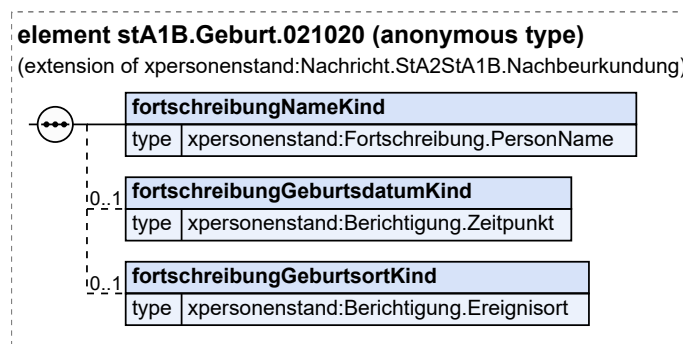 element stA1B.Geburt.021020 (anonymous type)
(extension of xpersonenstand:Nachricht.StA2StA1B.Nachbeurkundung)
fortschreibungNameKind
type xpersonenstand:Fortschreibung.PersonName
0..1
fortschreibungGeburtsdatumKind
type xpersonenstand:Berichtigung.Zeitpunkt
0..1
fortschreibungGeburtsortKind
type xpersonenstand:Berichtigung.Ereignisort